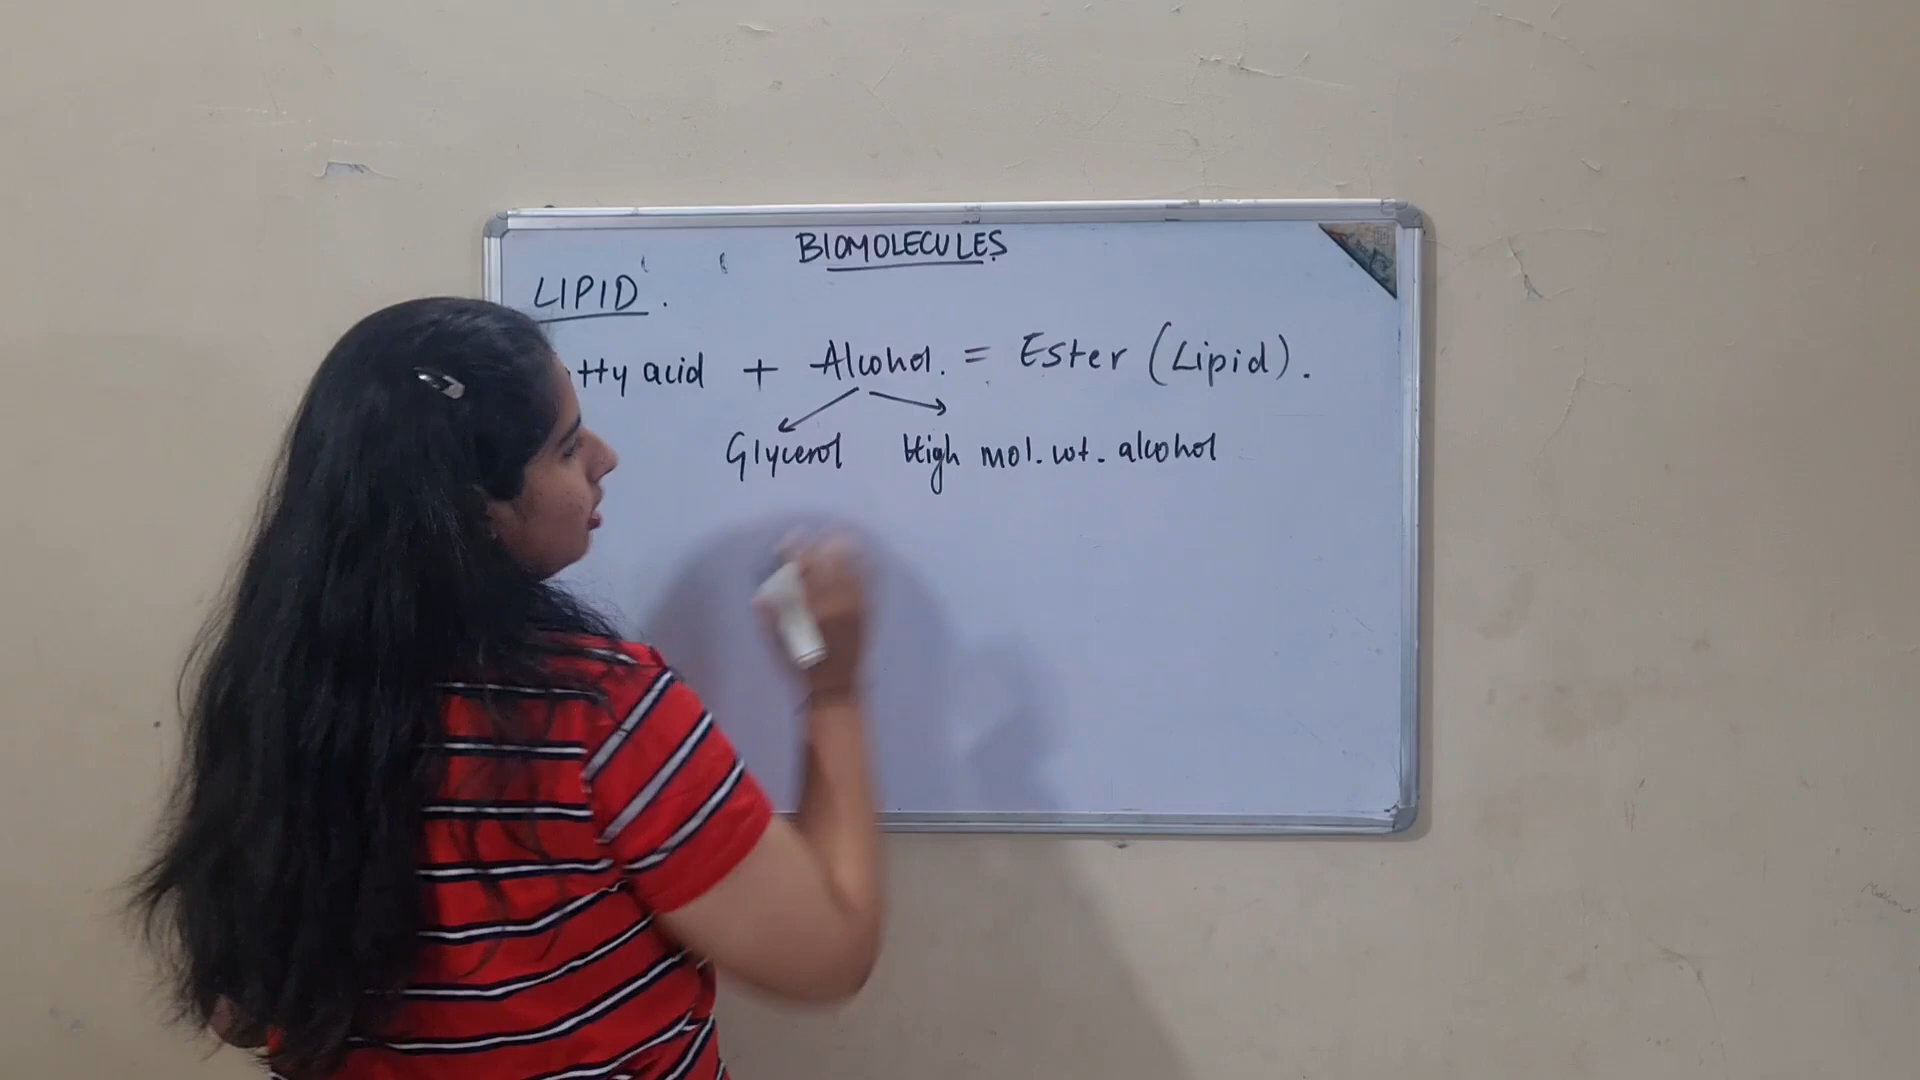 BIOMOLECULES
LIPID.
tty acid + Alcohol. = Ester (Lipid).
Glycerol High mol. wt. alcohol